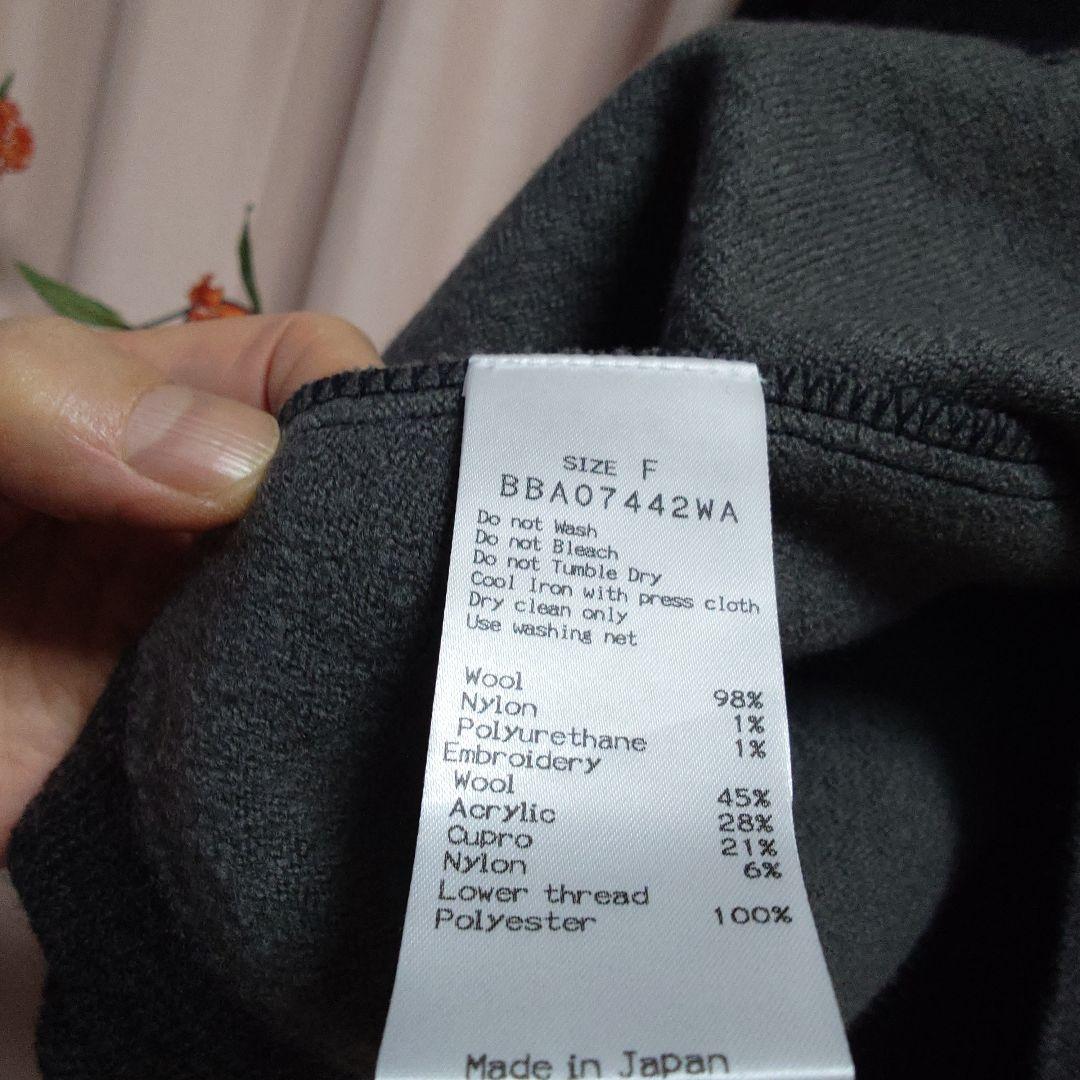 SIZE F
BBA07442WA
Do not Wash
Do not Bleach
Do not Tumble Dry
Cool Iron with press cloth
Dry clean only
Use washing net
Wool 98%
Nylon 1%
Polyurethane 1%
Embroidery
Wool 45%
Acrylic 28%
Cupro 21%
Nylon 6%
Lower thread
Polyester 100%
Made in Japan